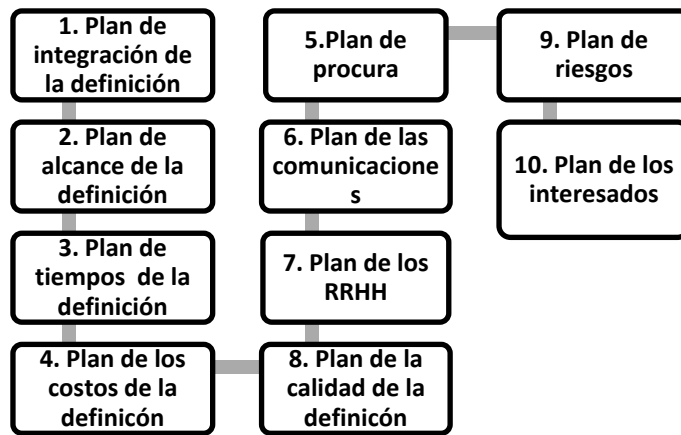 1. Plan de
integración de
la definición
2. Plan de
alcance de la
definición
3. Plan de
tiempos de la
definición
4. Plan de los
costos de la
definicón
5.Plan de
procura
6. Plan de las
comunicacione
s
7. Plan de los
RRHH
8. Plan de la
calidad de la
definicón
9. Plan de
riesgos
10. Plan de los
interesados